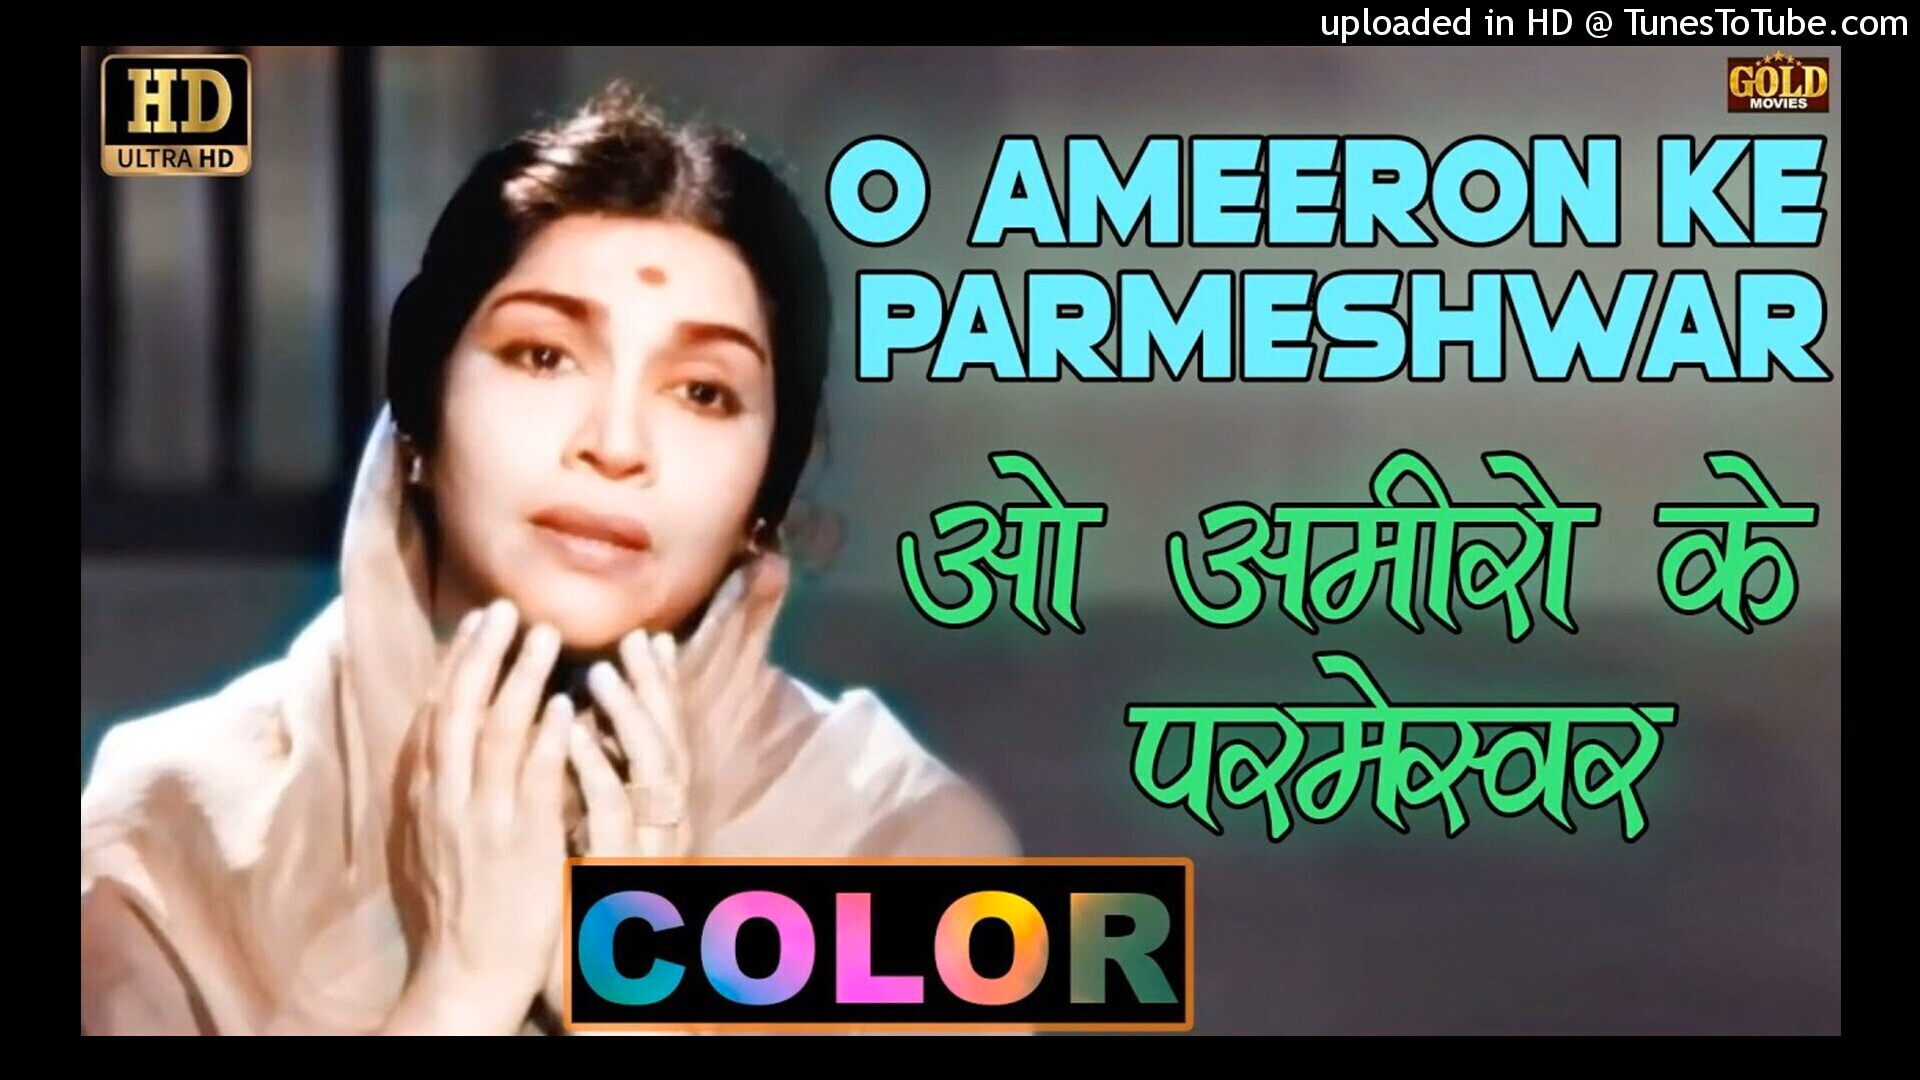 uploaded in HD @ TunesToTube.com
HD
ULTRA HD
GOLD
MOVIES
O AMEERON KE
PARMESHWAR
ओ अमीरो के
परमेस्वर
COLOR